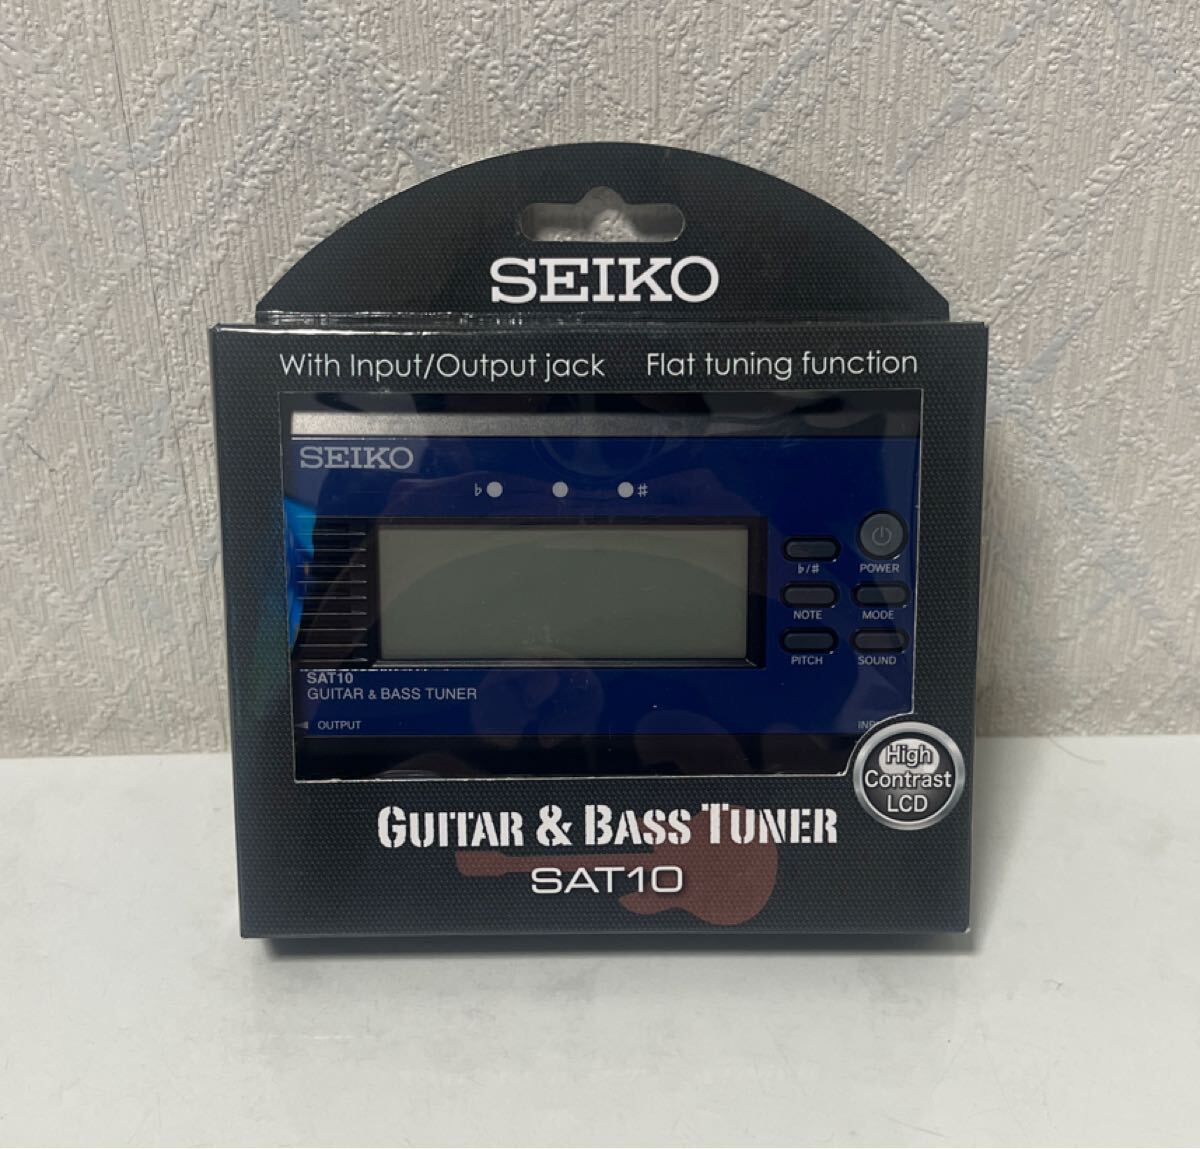 SEIKO
With Input/Output jack Flat tuning function
SEIKO
♭ ♯
♭/♯ POWER
NOTE MODE
PITCH SOUND
SAT10
GUITAR & BASS TUNER
OUTPUT
High
Contrast
LCD
GUITAR & BASS TUNER
SAT10